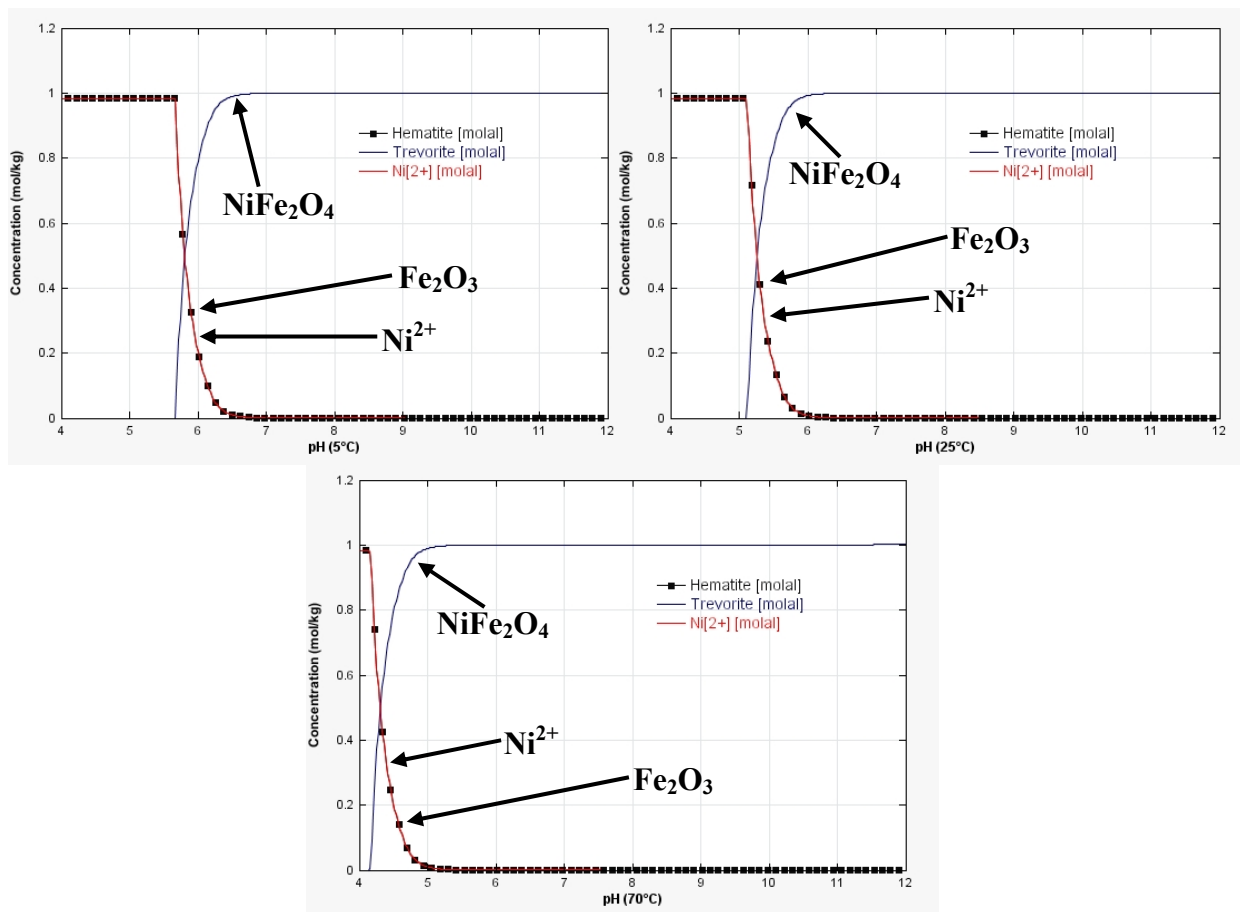 1.2
1
0.8
0.6
0.4
0.2
0
4 5 6 7 8 9 10 11 12
Concentration (mol/kg)
pH (5°C)
Hematite [molal]
Trevorite [molal]
Ni[2+] [molal]
NiFe₂O₄
Fe₂O₃
Ni²⁺
1.2
1
0.8
0.6
0.4
0.2
0
4 5 6 7 8 9 10 11 12
Concentration (mol/kg)
pH (25°C)
Hematite [molal]
Trevorite [molal]
Ni[2+] [molal]
NiFe₂O₄
Fe₂O₃
Ni²⁺
1.2
1
0.8
0.6
0.4
0.2
0
4 5 6 7 8 9 10 11 12
Concentration (mol/kg)
pH (70°C)
Hematite [molal]
Trevorite [molal]
Ni[2+] [molal]
NiFe₂O₄
Ni²⁺
Fe₂O₃